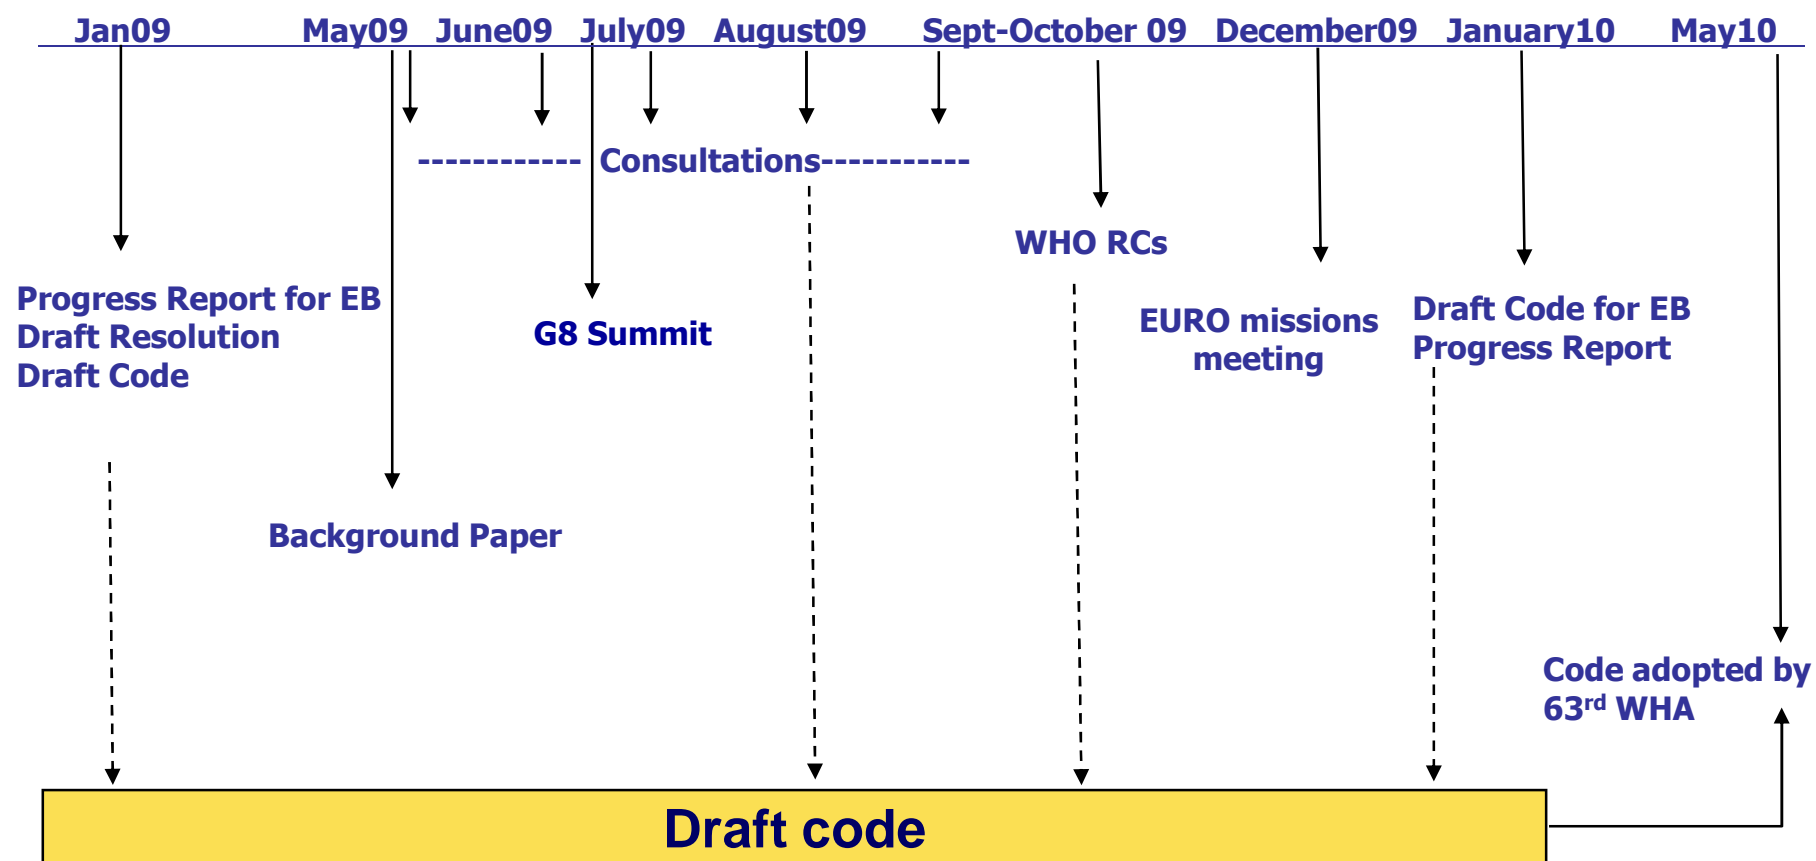 Jan09 May09 June09 July09 August09 Sept-October 09 December09 January10 May10
------------ Consultations-----------
WHO RCs
Progress Report for EB
Draft Resolution
Draft Code
G8 Summit
EURO missions
meeting
Draft Code for EB
Progress Report
Background Paper
Code adopted by
63rd WHA
Draft code